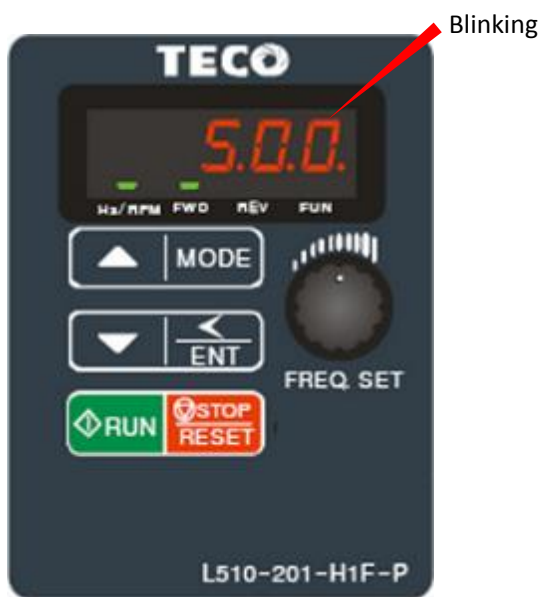 Blinking
TECO
5.0.0.
Hz/RPM FWD REV FUN
MODE
<
ENT
FREQ. SET
RUN STOP
RESET
L510-201-H1F-P